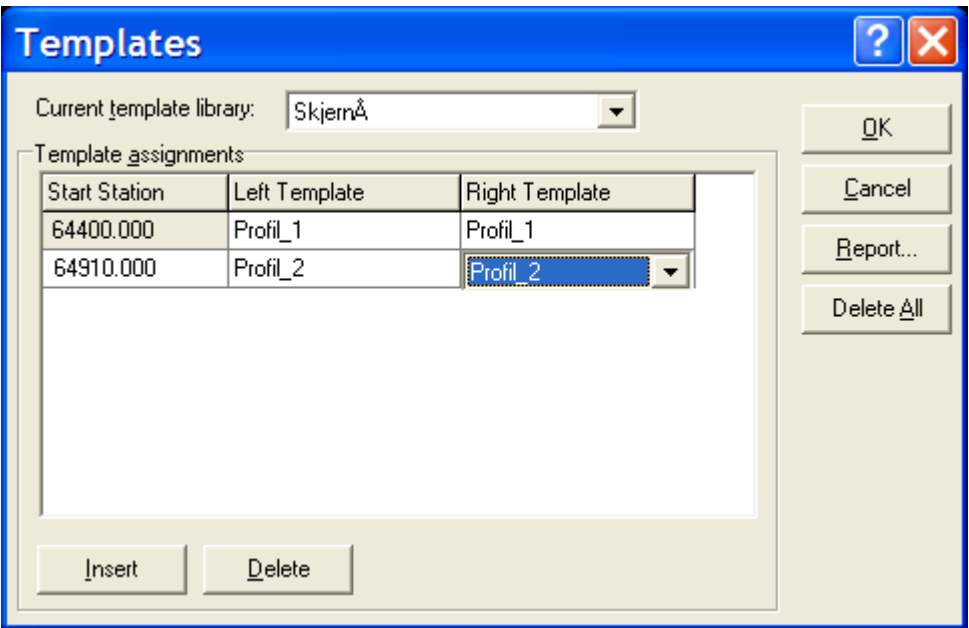 Templates
?
Current template library: SkjernÅ
OK
Template assignments
Start Station Left Template Right Template
Cancel
64400.000 Profil_1 Profil_1
Report...
64910.000 Profil_2 Profil_2
Delete All
Insert Delete